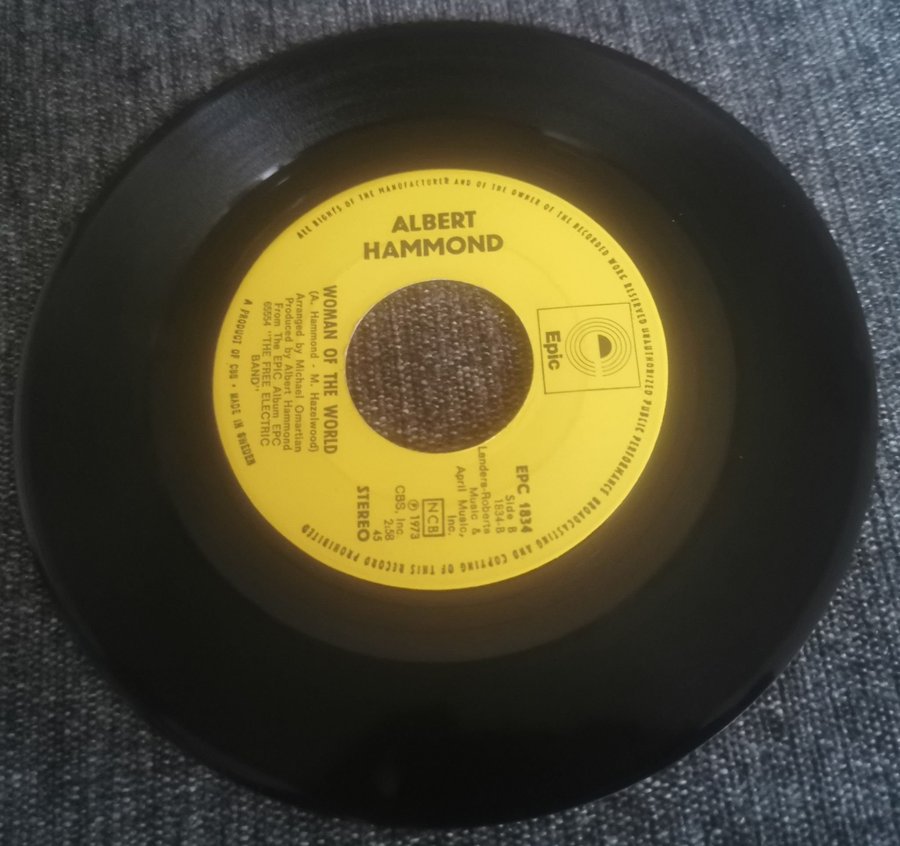 ALL RIGHTS OF THE MANUFACTURER AND OF THE OWNER OF THE RECORDED WORK RESERVED UNAUTHORIZED PUBLIC PERFORMANCE BROADCASTING AND COPYING OF THIS RECORD PROHIBITED
ALBERT
HAMMOND
Epic
WOMAN OF THE WORLD
(A. Hammond - M. Hazelwood)
Arranged by Michael Omartian
Produced by Albert Hammond
From The EPIC Album EPC
65554 "THE FREE ELECTRIC
BAND"
EPC 1834
Side B
1834-B
Landers-Roberts
Music &
April Music,
Inc.
NCB
℗ 1973
CBS, Inc.
2:58
45
STEREO
A PRODUCT OF CBS • MADE IN SWEDEN